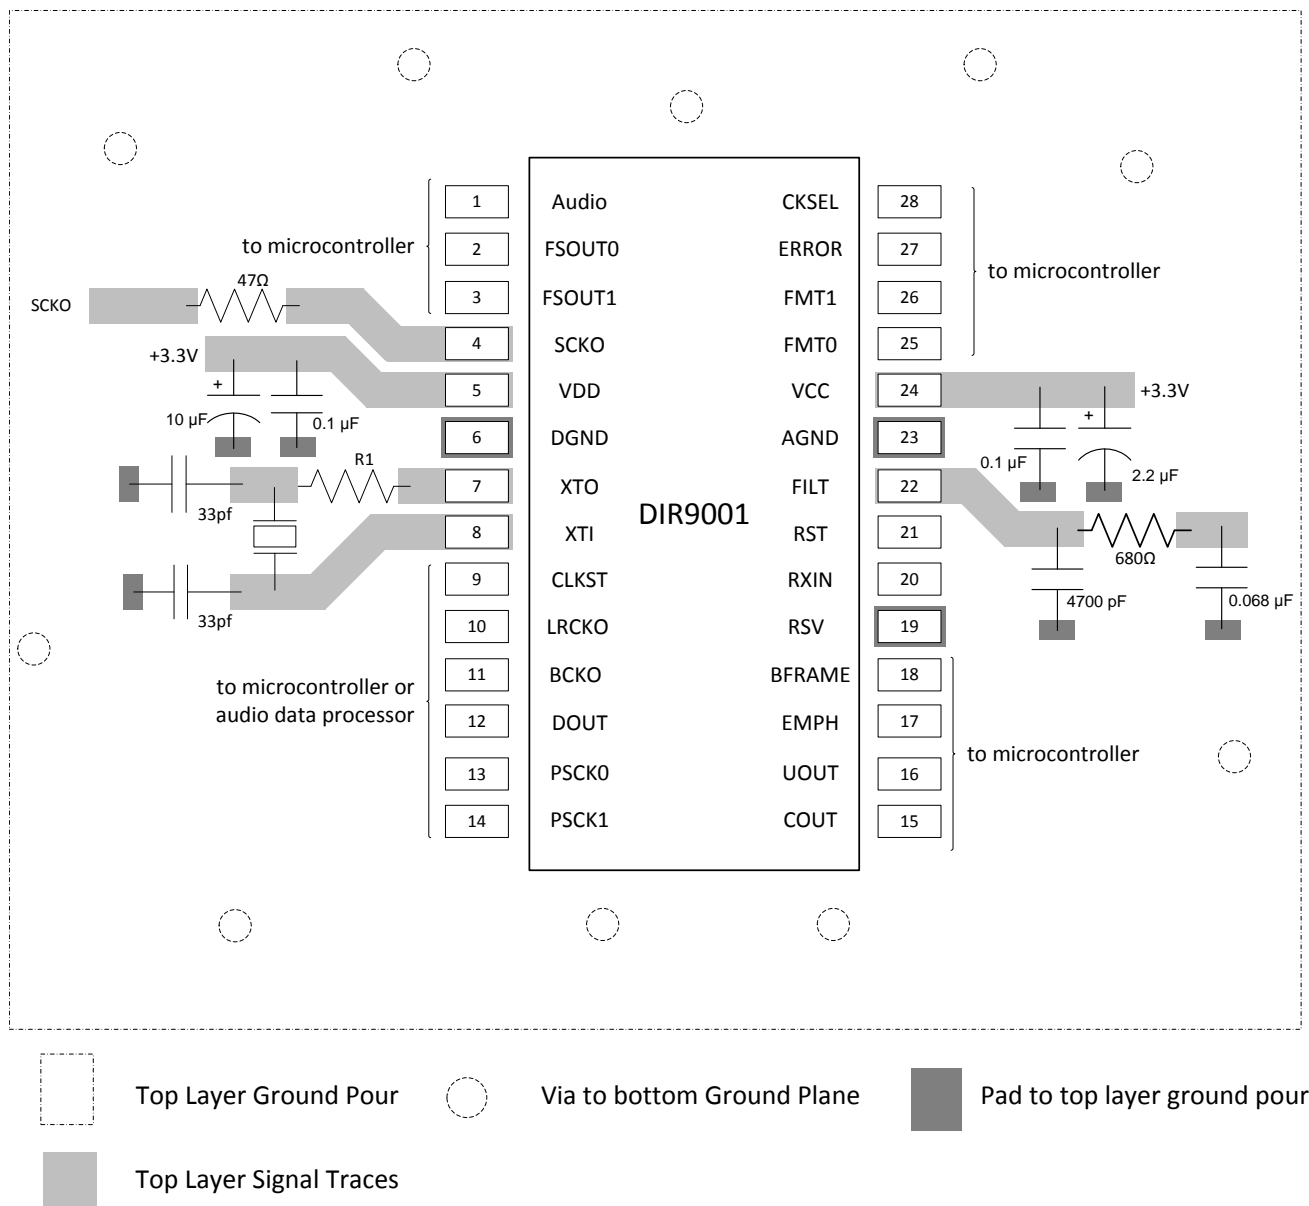 1 Audio CKSEL 28
to microcontroller 2 FSOUT0 ERROR 27
to microcontroller
47Ω
SCKO 3 FSOUT1 FMT1 26
4 SCKO FMT0 25
+3.3V
5 VDD VCC 24 +3.3V
+ 10 µF 0.1 µF
6 DGND AGND 23
+ 0.1 µF 2.2 µF
R1
7 XTO FILT 22
33pf
DIR9001
8 XTI RST 21
680Ω
9 CLKST RXIN 20
4700 pF 0.068 µF
33pf
10 LRCKO RSV 19
11 BCKO BFRAME 18
to microcontroller or
audio data processor
12 DOUT EMPH 17
to microcontroller
13 PSCK0 UOUT 16
14 PSCK1 COUT 15
Top Layer Ground Pour
Via to bottom Ground Plane
Pad to top layer ground pour
Top Layer Signal Traces